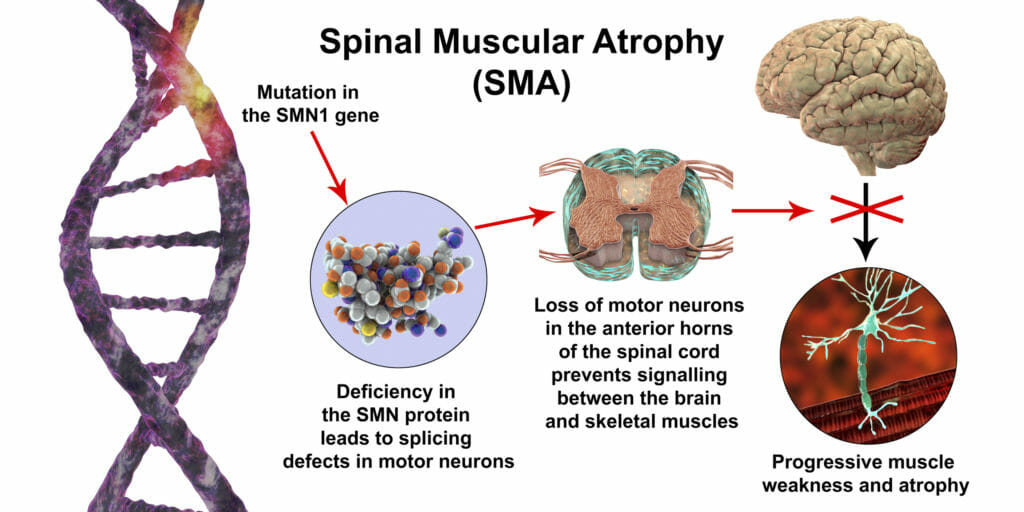 Spinal Muscular Atrophy
(SMA)
Mutation in
the SMN1 gene
Deficiency in
the SMN protein
leads to splicing
defects in motor neurons
Loss of motor neurons
in the anterior horns
of the spinal cord
prevents signalling
between the brain
and skeletal muscles
Progressive muscle
weakness and atrophy